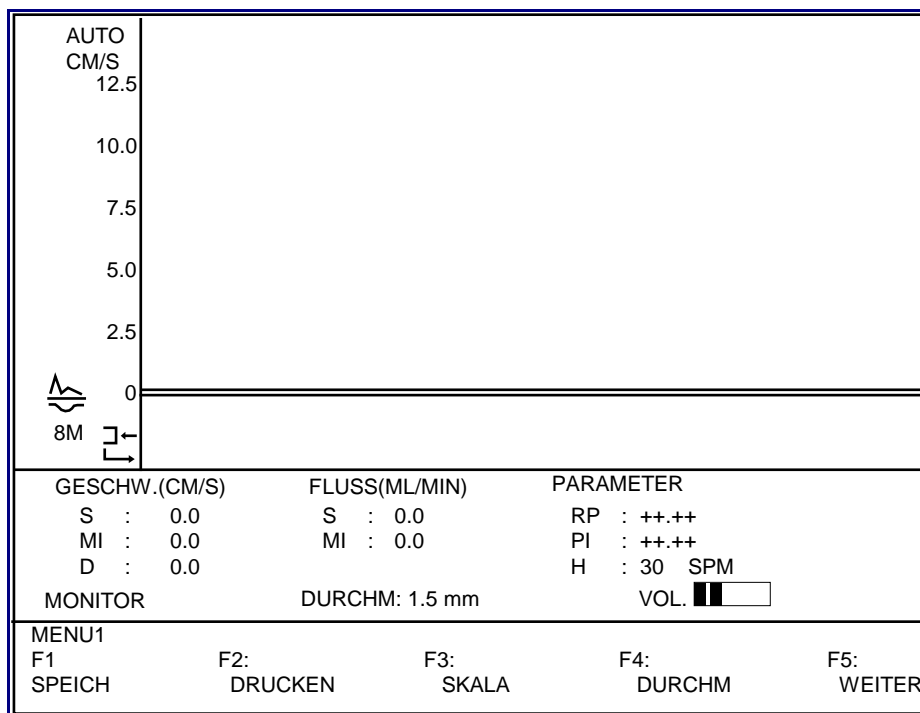 AUTO
CM/S
12.5
10.0
7.5
5.0
2.5
0
8M
GESCHW.(CM/S) FLUSS(ML/MIN) PARAMETER
S : 0.0 S : 0.0 RP : ++.++
MI : 0.0 MI : 0.0 PI : ++.++
D : 0.0 H : 30 SPM
MONITOR DURCHM: 1.5 mm VOL.
MENU1
F1 F2: F3: F4: F5:
SPEICH DRUCKEN SKALA DURCHM WEITER